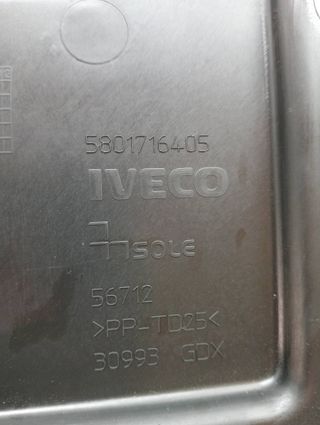 5801716405
IVECO
SOLE
56712
>PP-TD25<
30993 GDX